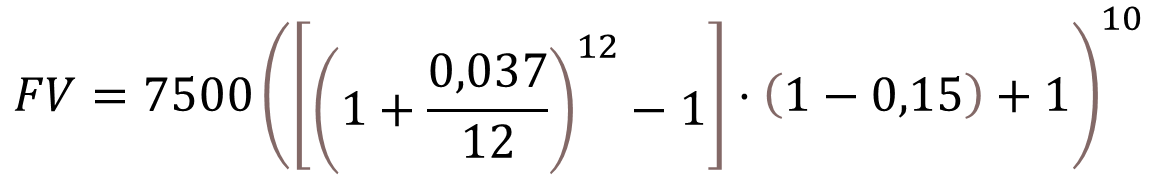 FV = 7500([(1 + 0,037/12)^12 − 1] · (1 − 0,15) + 1)^10